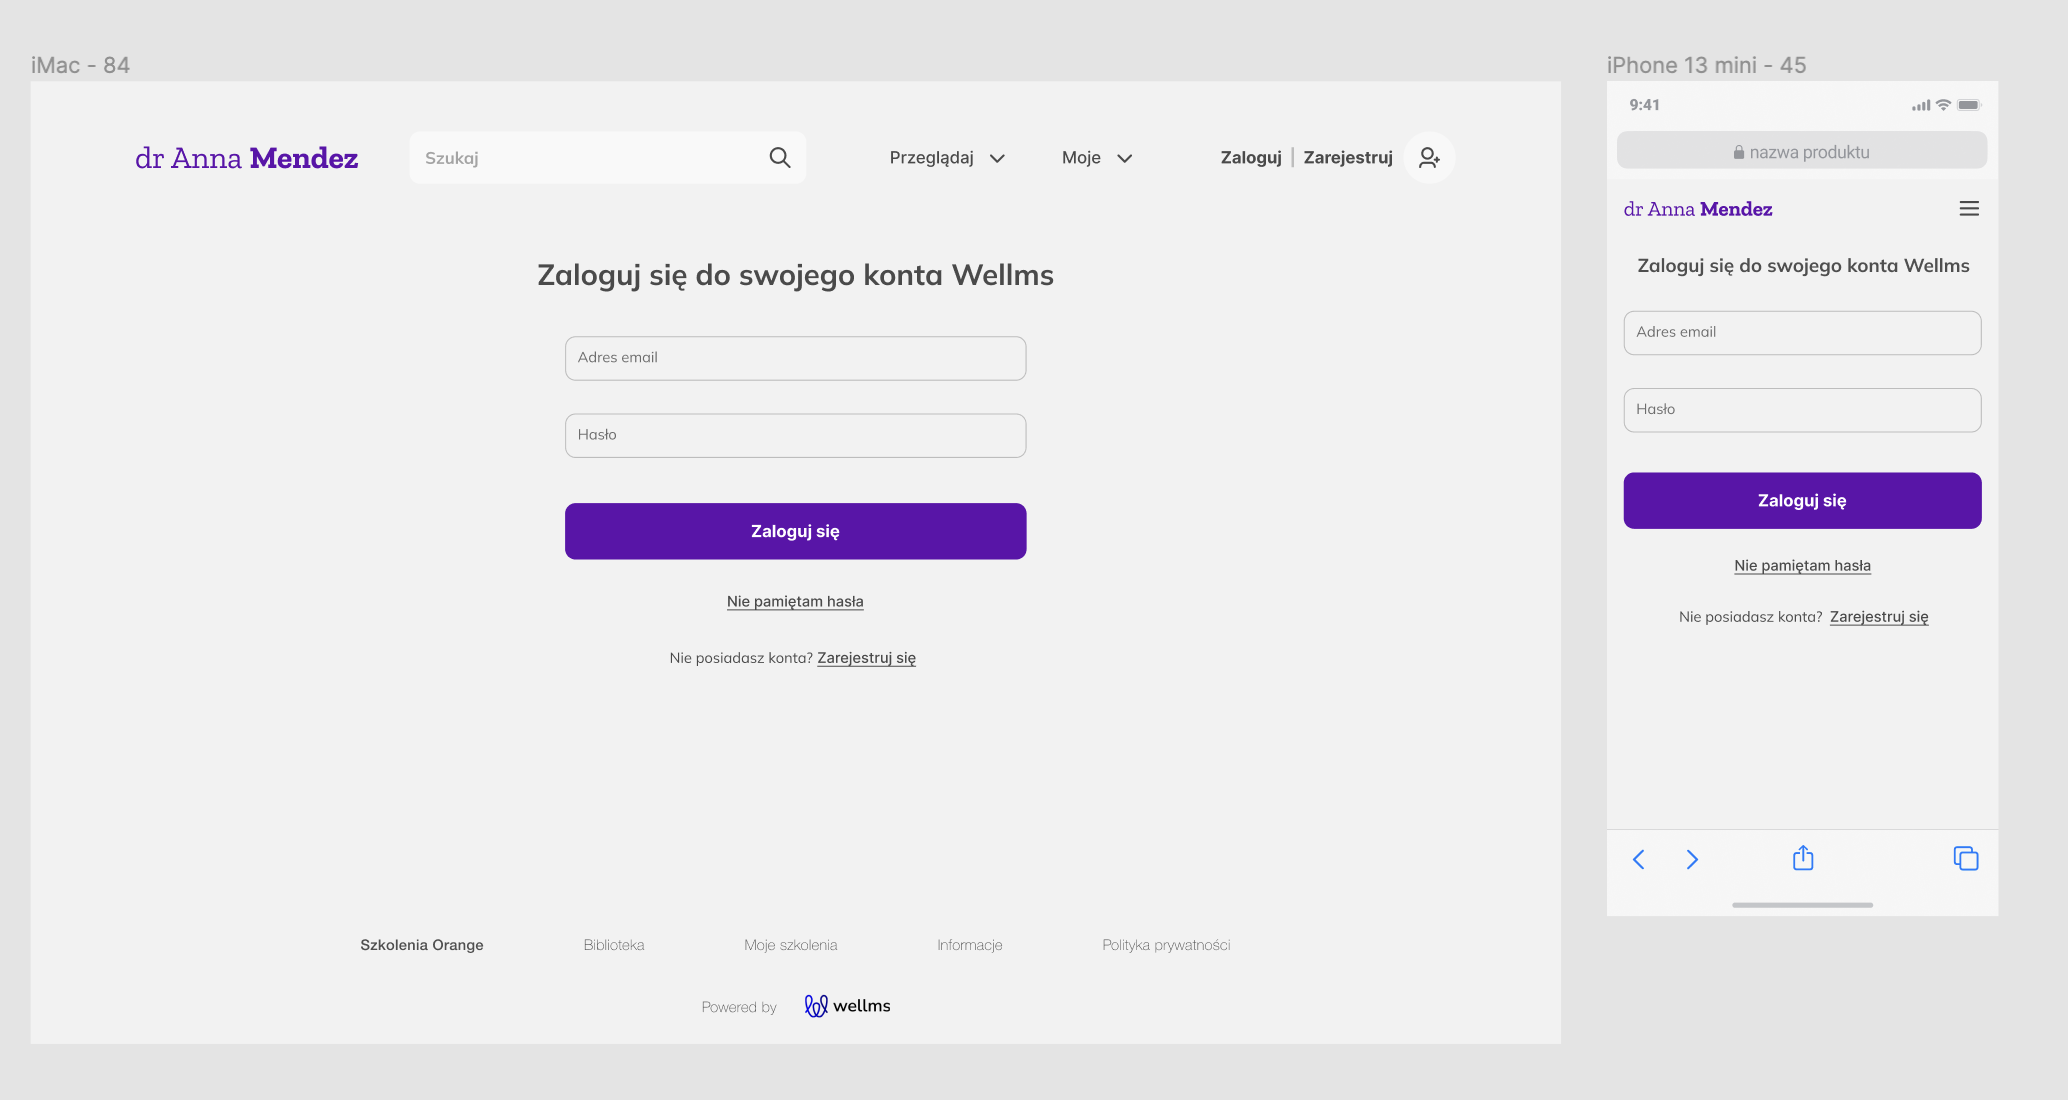 iMac - 84
dr Anna Mendez
Szukaj
Przeglądaj
Moje
Zaloguj | Zarejestruj
Zaloguj się do swojego konta Wellms
Adres email
Hasło
Zaloguj się
Nie pamiętam hasła
Nie posiadasz konta? Zarejestruj się
Szkolenia Orange
Biblioteka
Moje szkolenia
Informacje
Polityka prywatności
Powered by
wellms
iPhone 13 mini - 45
9:41
nazwa produktu
dr Anna Mendez
Zaloguj się do swojego konta Wellms
Adres email
Hasło
Zaloguj się
Nie pamiętam hasła
Nie posiadasz konta? Zarejestruj się